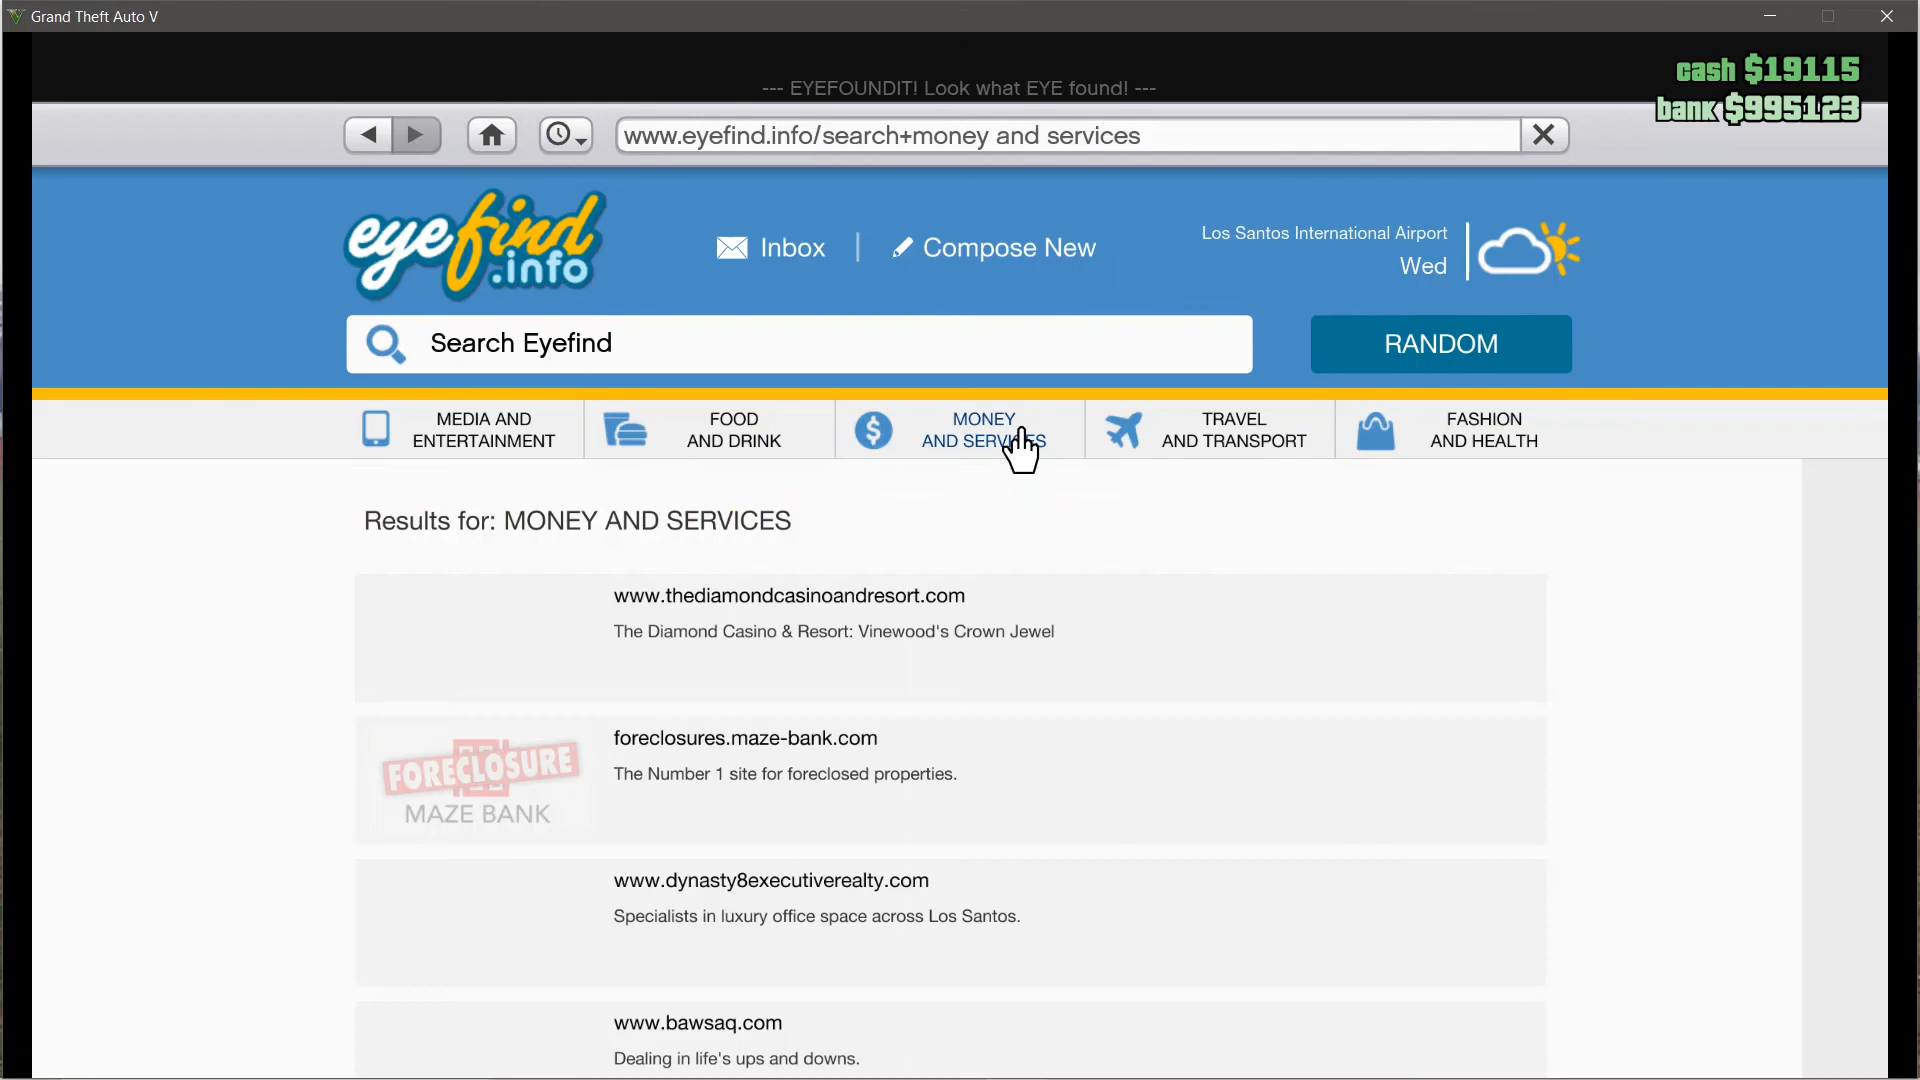 Grand Theft Auto V
cash $19115
--- EYEFOUNDIT! Look what EYE found! ---
bank $995123
www.eyefind.info/search+money and services
eyefind
.info
Inbox
Compose New
Los Santos International Airport
Wed
Search Eyefind
RANDOM
MEDIA AND
ENTERTAINMENT
FOOD
AND DRINK
MONEY
AND SERVICES
TRAVEL
AND TRANSPORT
FASHION
AND HEALTH
Results for: MONEY AND SERVICES
www.thediamondcasinoandresort.com
The Diamond Casino & Resort: Vinewood's Crown Jewel
FORECLOSURE
MAZE BANK
foreclosures.maze-bank.com
The Number 1 site for foreclosed properties.
www.dynasty8executiverealty.com
Specialists in luxury office space across Los Santos.
www.bawsaq.com
Dealing in life's ups and downs.